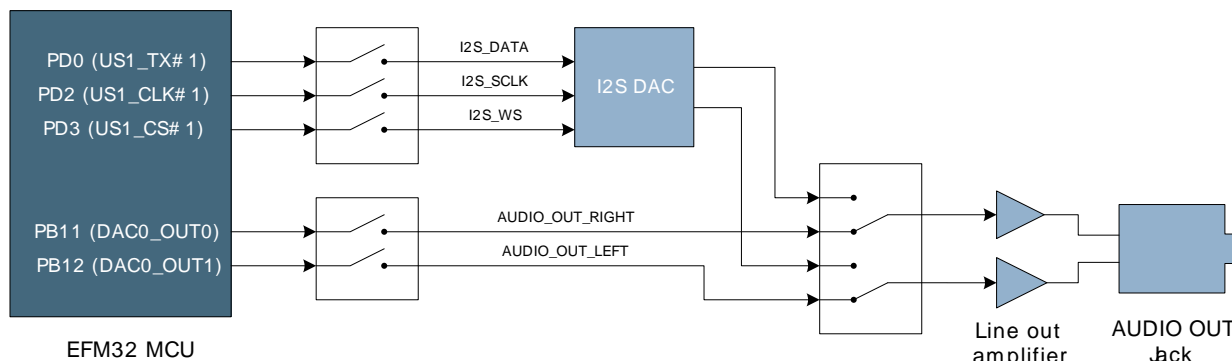 PD0 (US1_TX# 1)
PD2 (US1_CLK# 1)
PD3 (US1_CS# 1)
PB11 (DAC0_OUT0)
PB12 (DAC0_OUT1)
EFM32 MCU
I2S_DATA
I2S_SCLK
I2S_WS
I2S DAC
AUDIO_OUT_RIGHT
AUDIO_OUT_LEFT
Line out
amplifier
AUDIO OUT
Jack